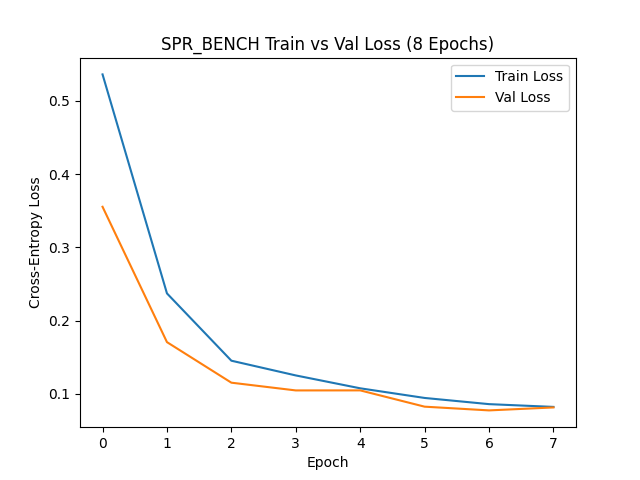 SPR_BENCH Train vs Val Loss (8 Epochs)
Train Loss
Val Loss
Cross-Entropy Loss
0.5
0.4
0.3
0.2
0.1
0 1 2 3 4 5 6 7
Epoch